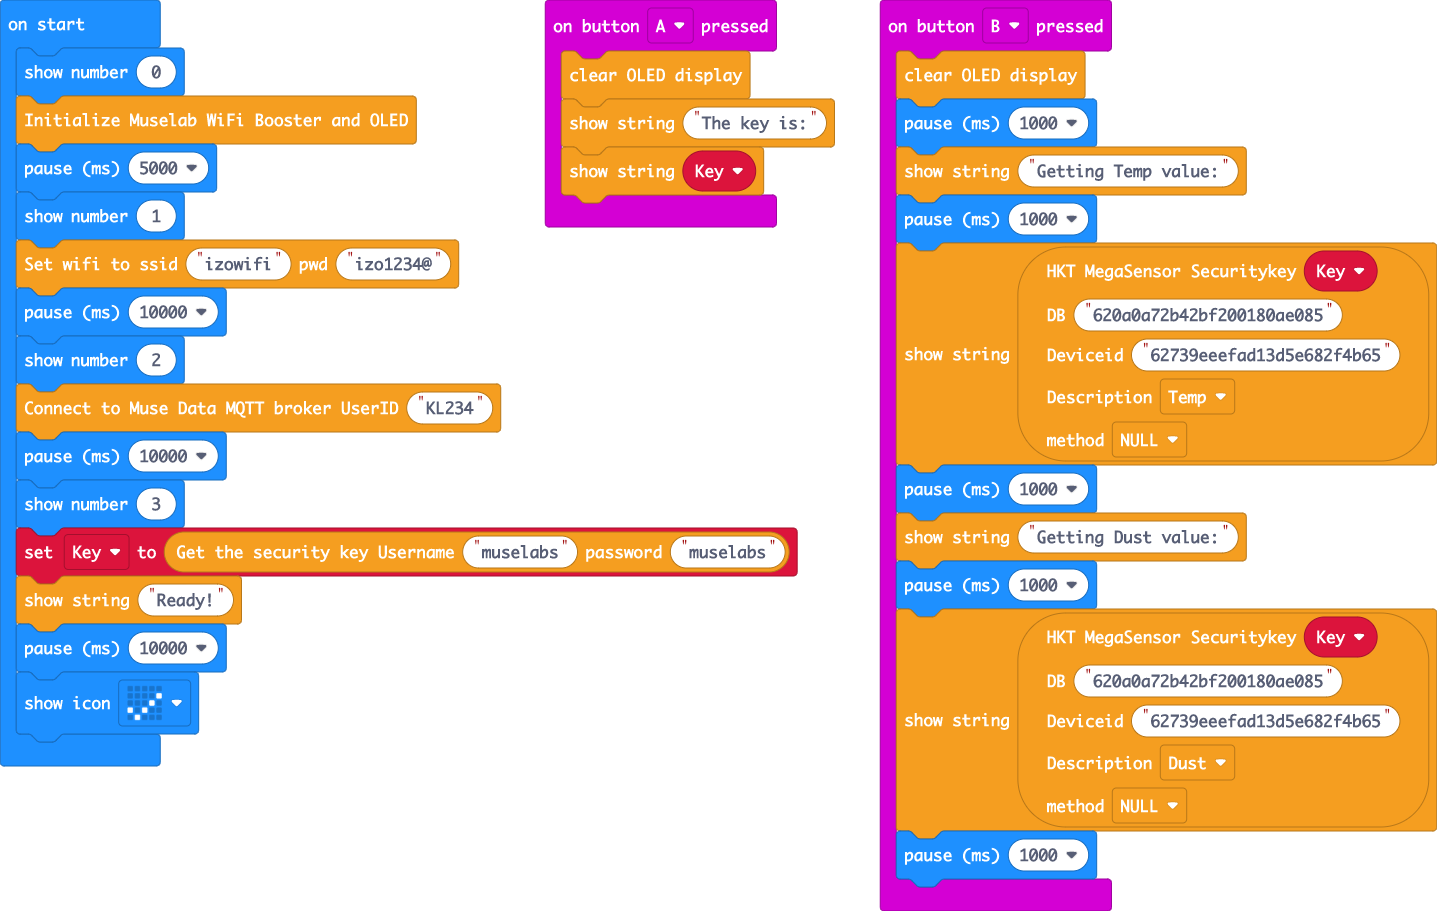 on start
show number 0
Initialize Muselab WiFi Booster and OLED
pause (ms) 5000
show number 1
Set wifi to ssid "izowifi" pwd "izo1234@"
pause (ms) 10000
show number 2
Connect to Muse Data MQTT broker UserID "KL234"
pause (ms) 10000
show number 3
set Key to Get the security key Username "muselabs" password "muselabs"
show string "Ready!"
pause (ms) 10000
show icon
on button A pressed
clear OLED display
show string "The key is:"
show string Key
on button B pressed
clear OLED display
pause (ms) 1000
show string "Getting Temp value:"
pause (ms) 1000
show string
HKT MegaSensor Securitykey Key
DB "620a0a72b42bf200180ae085"
Deviceid "62739eeefad13d5e682f4b65"
Description Temp
method NULL
pause (ms) 1000
show string "Getting Dust value:"
pause (ms) 1000
show string
HKT MegaSensor Securitykey Key
DB "620a0a72b42bf200180ae085"
Deviceid "62739eeefad13d5e682f4b65"
Description Dust
method NULL
pause (ms) 1000